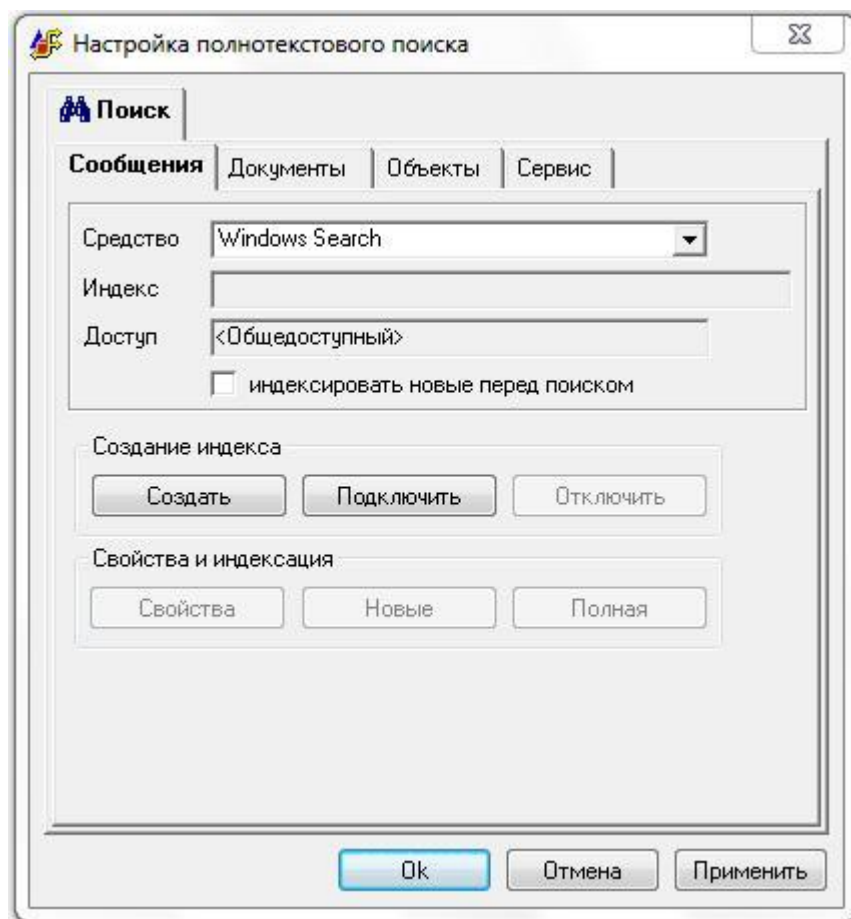 Настройка полнотекстового поиска
Поиск
Сообщения Документы Объекты Сервис
Средство Windows Search
Индекс
Доступ <Общедоступный>
индексировать новые перед поиском
Создание индекса
Создать Подключить Отключить
Свойства и индексация
Свойства Новые Полная
Ok Отмена Применить